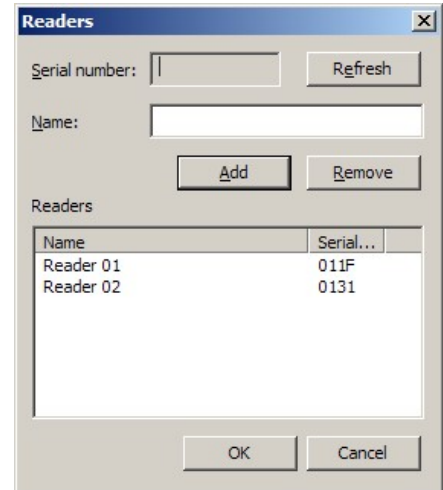 Readers
Serial number: Refresh
Name:
Add Remove
Readers
Name Serial...
Reader 01 011F
Reader 02 0131
OK Cancel